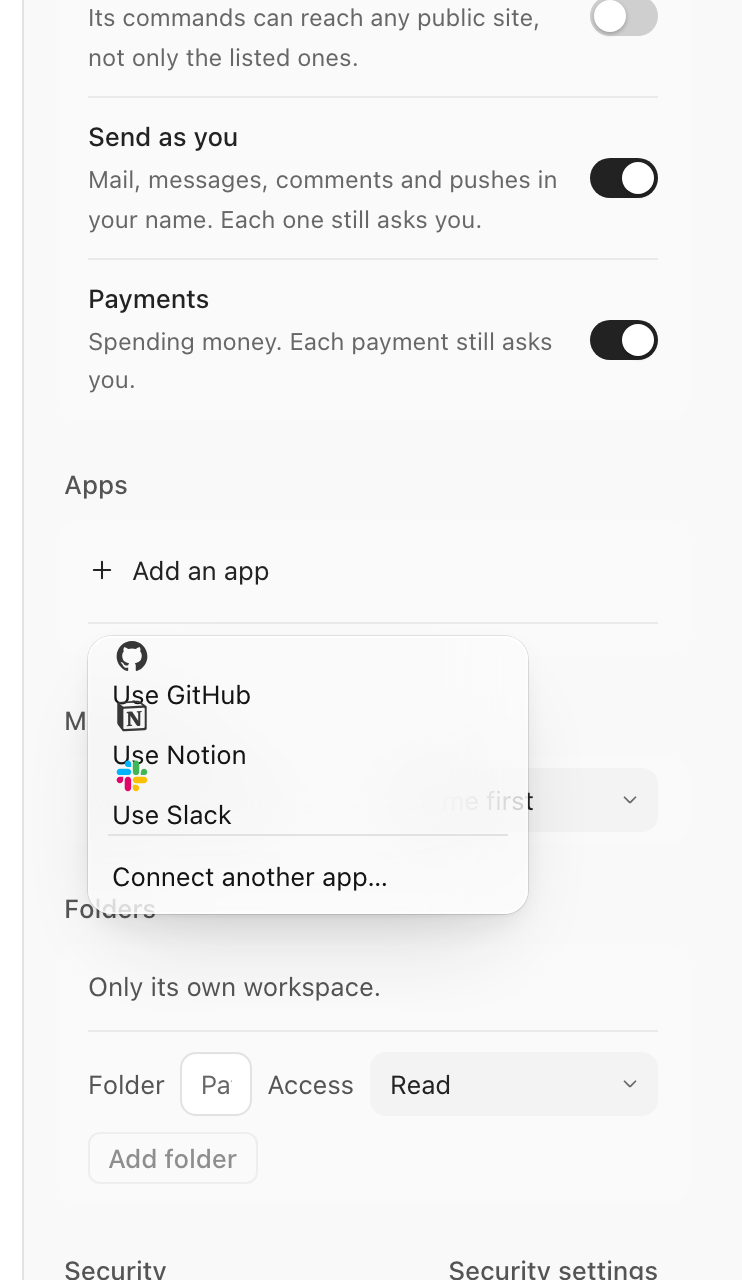 Its commands can reach any public site,
not only the listed ones.
Send as you
Mail, messages, comments and pushes in
your name. Each one still asks you.
Payments
Spending money. Each payment still asks
you.
Apps
+ Add an app
Use GitHub
M
Use Notion
me first
Use Slack
Connect another app...
Folders
Only its own workspace.
Folder Pa Access Read
Add folder
Security Security settings